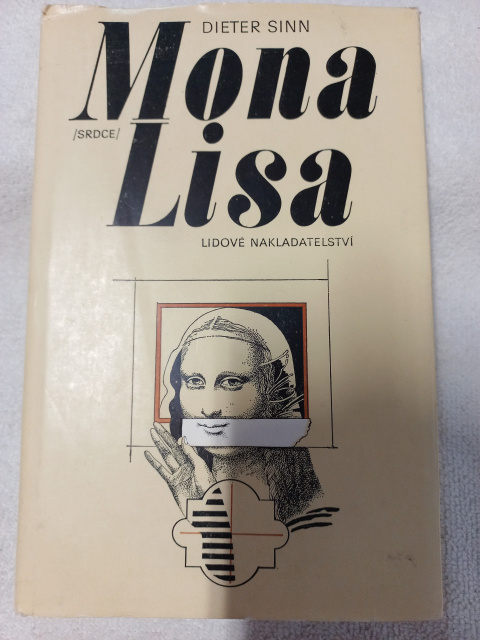 DIETER SINN
Mona
/SRDCE/
Lisa
LIDOVÉ NAKLADATELSTVÍ